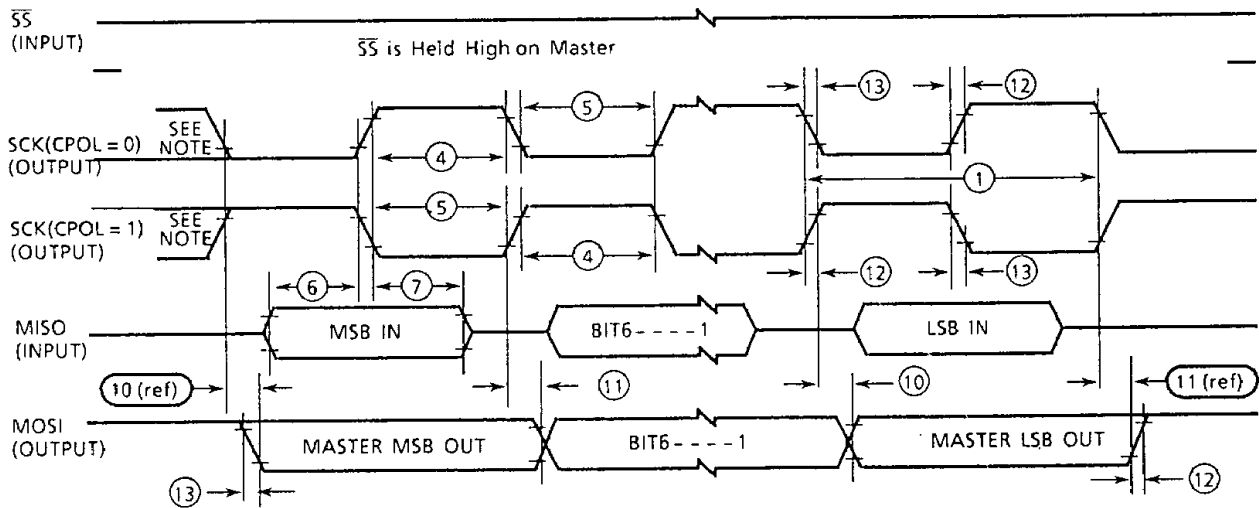 SS
(INPUT)
SS is Held High on Master
13
12
5
SCK(CPOL = 0)
(OUTPUT)
SEE
NOTE
4
1
SCK(CPOL = 1)
(OUTPUT)
SEE
NOTE
5
4
12
13
6
7
MISO
(INPUT)
MSB IN
BIT6----1
LSB IN
10 (ref)
11
10
11 (ref)
MOSI
(OUTPUT)
MASTER MSB OUT
BIT6----1
MASTER LSB OUT
13
12